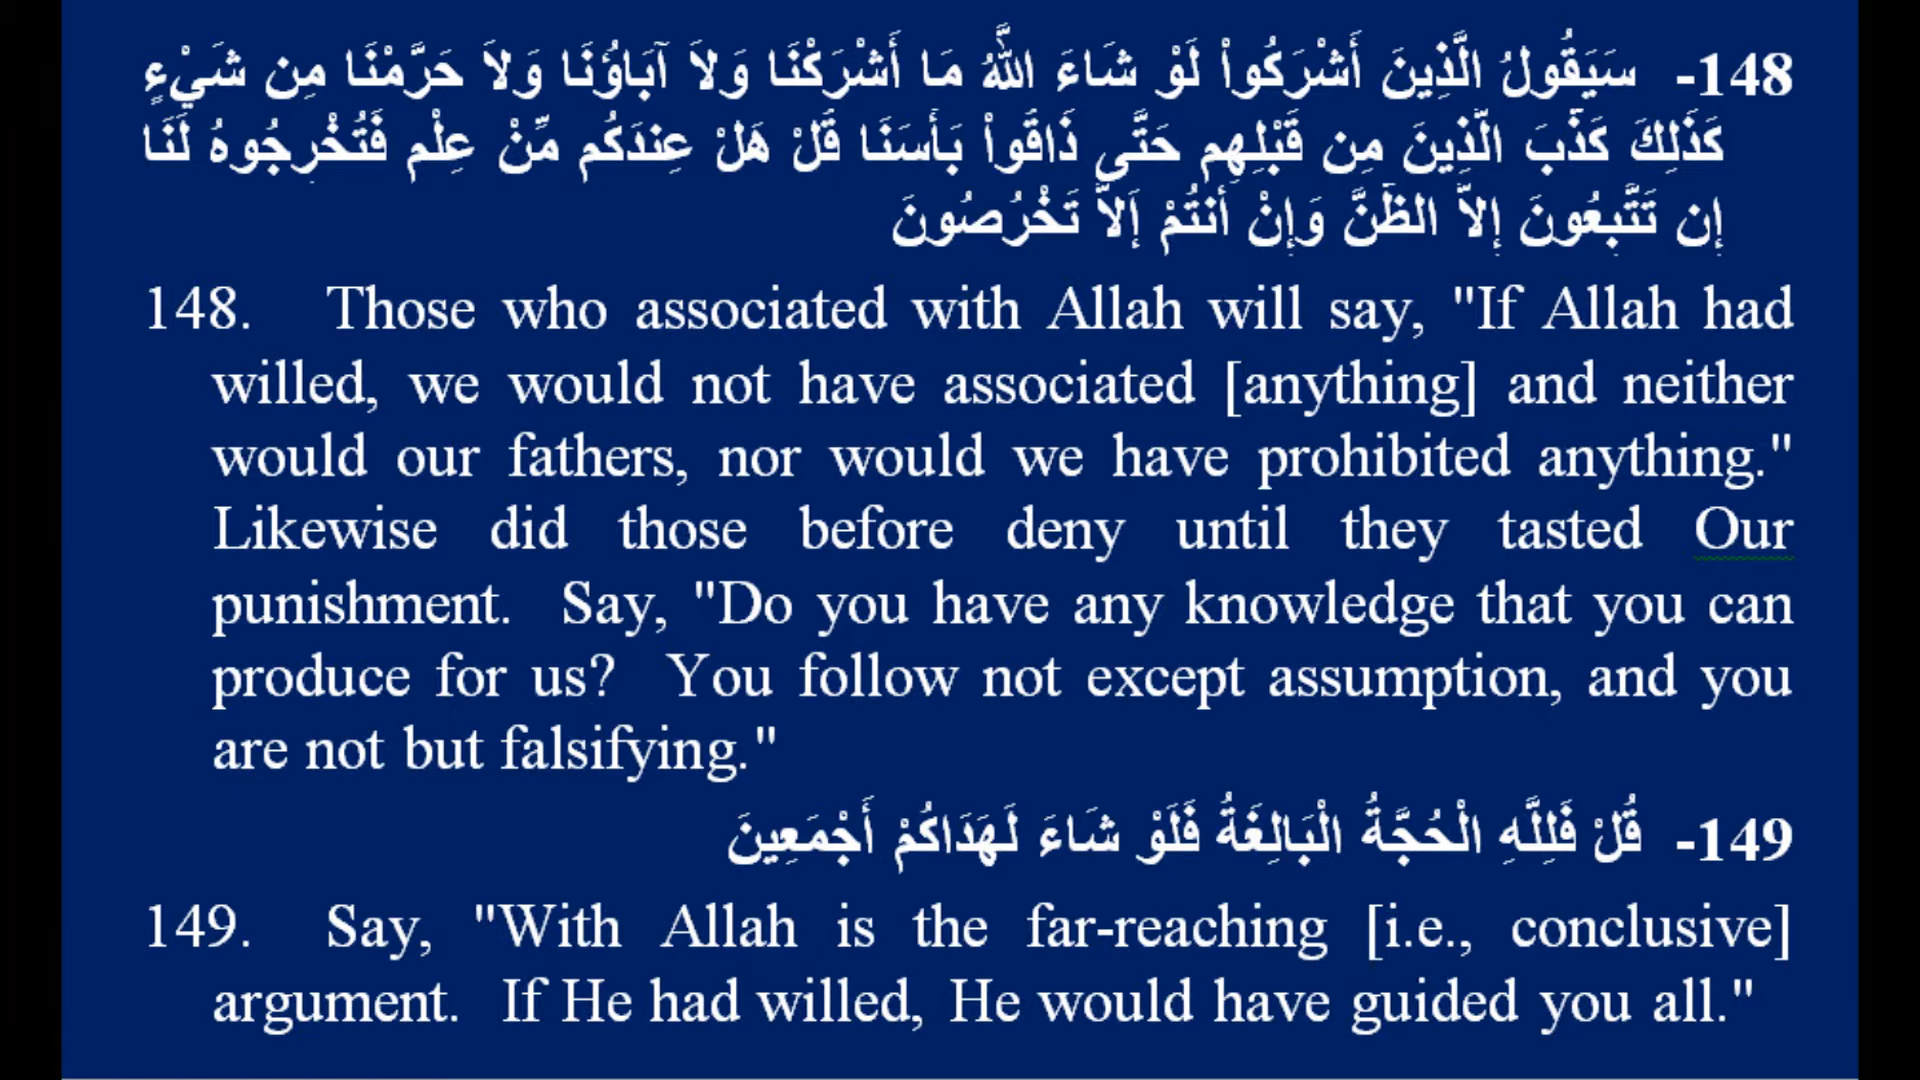 148- سَيَقُولُ الَّذِينَ أَشْرَكُواْ لَوْ شَاءَ اللَّهُ مَا أَشْرَكْنَا وَلاَ آبَاؤُنَا وَلاَ حَرَّمْنَا مِن شَيْءٍ
كَذَلِكَ كَذَّبَ الَّذِينَ مِن قَبْلِهِم حَتَّى ذَاقُواْ بَأْسَنَا قُلْ هَلْ عِندَكُم مِّنْ عِلْمٍ فَتُخْرِجُوهُ لَنَا
إِن تَتَّبِعُونَ إِلاَّ الظَّنَّ وَإِنْ أَنتُمْ إَلاَّ تَخْرُصُونَ
148. Those who associated with Allah will say, "If Allah had
willed, we would not have associated [anything] and neither
would our fathers, nor would we have prohibited anything."
Likewise did those before deny until they tasted Our
punishment. Say, "Do you have any knowledge that you can
produce for us? You follow not except assumption, and you
are not but falsifying."
149- قُلْ فَلِلَّهِ الْحُجَّةُ الْبَالِغَةُ فَلَوْ شَاءَ لَهَدَاكُمْ أَجْمَعِينَ
149. Say, "With Allah is the far-reaching [i.e., conclusive]
argument. If He had willed, He would have guided you all."